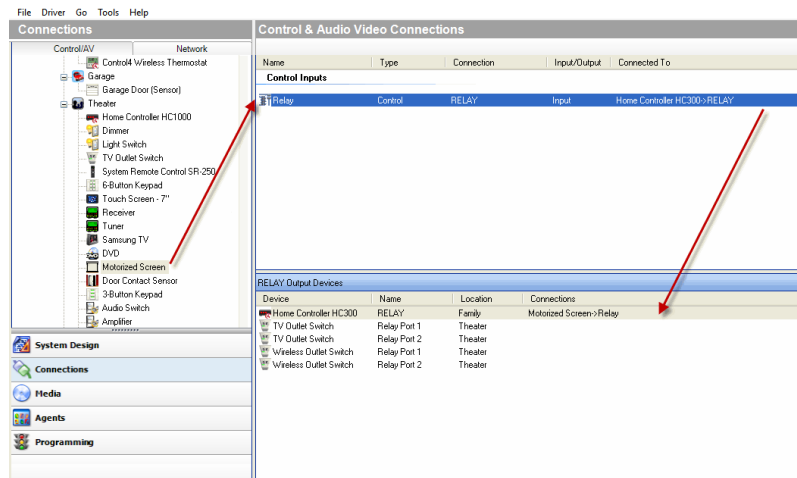 File Driver Go Tools Help
Connections
Control/AV Network
Control4 Wireless Thermostat
Garage
Garage Door (Sensor)
Theater
Home Controller HC1000
Dimmer
Light Switch
TV Outlet Switch
System Remote Control SR-250
6-Button Keypad
Touch Screen - 7"
Receiver
Tuner
Samsung TV
DVD
Motorized Screen
Door Contact Sensor
3-Button Keypad
Audio Switch
Amplifier
System Design
Connections
Media
Agents
Programming
Control & Audio Video Connections
Name Type Connection Input/Output Connected To
Control Inputs
Relay Control RELAY Input Home Controller HC300->RELAY
RELAY Output Devices
Device Name Location Connections
Home Controller HC300 RELAY Family Motorized Screen->Relay
TV Outlet Switch Relay Port 1 Theater
TV Outlet Switch Relay Port 2 Theater
Wireless Outlet Switch Relay Port 1 Theater
Wireless Outlet Switch Relay Port 2 Theater